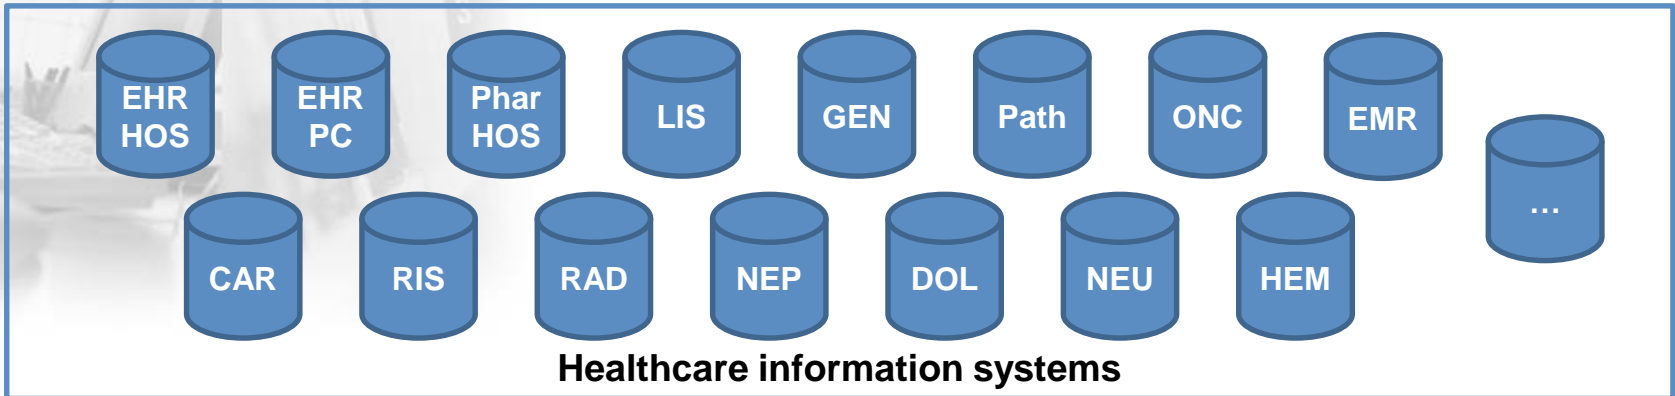 EHR
HOS
EHR
PC
Phar
HOS
LIS
GEN
Path
ONC
EMR
...
CAR
RIS
RAD
NEP
DOL
NEU
HEM
Healthcare information systems